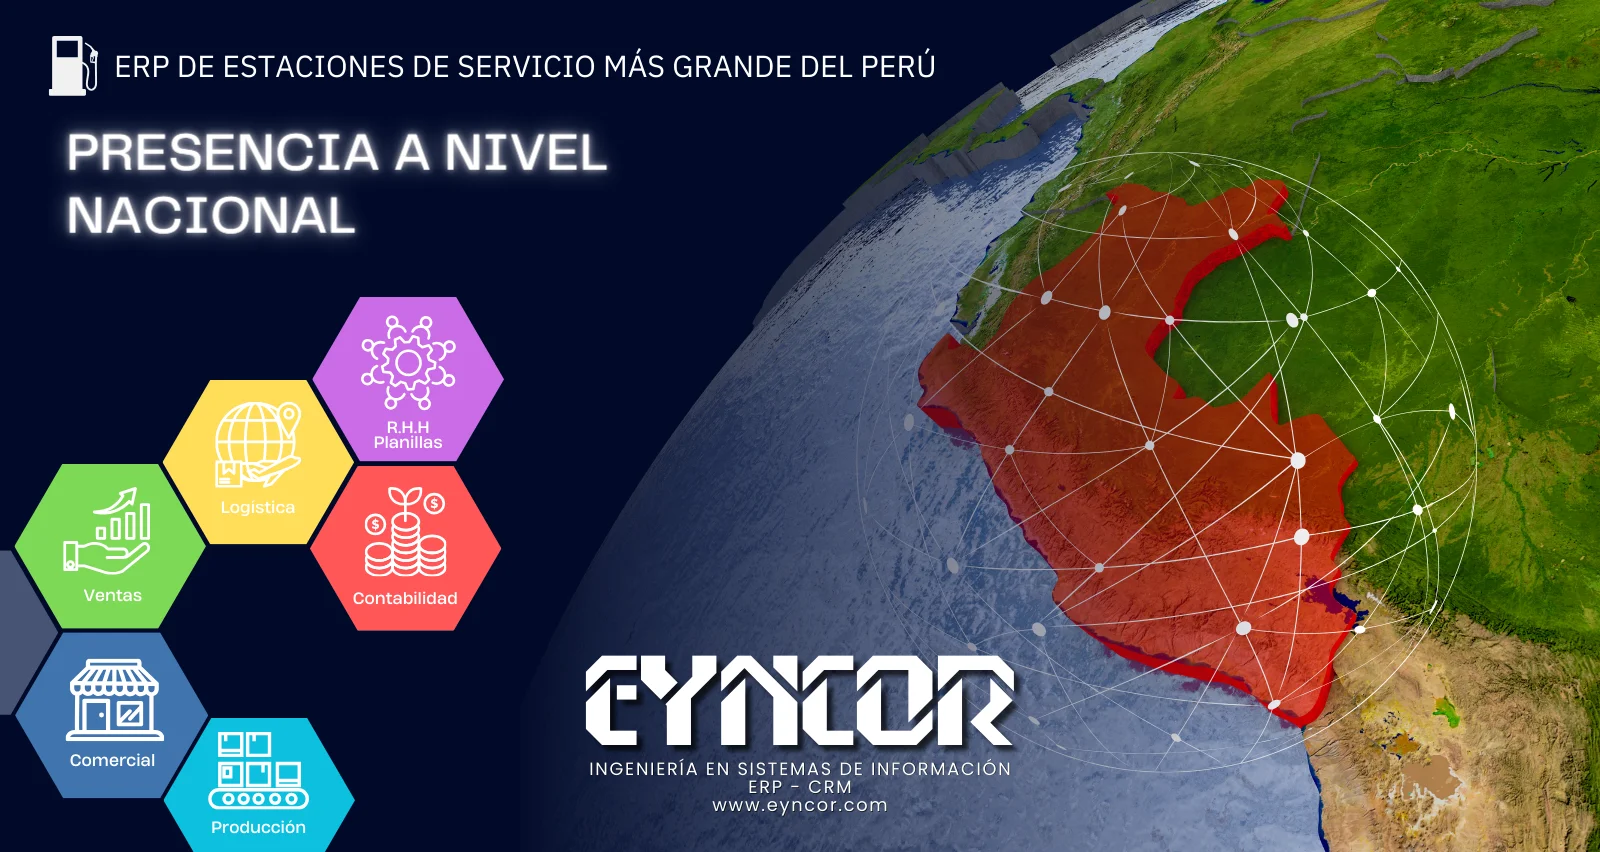 ERP DE ESTACIONES DE SERVICIO MÁS GRANDE DEL PERÚ
PRESENCIA A NIVEL
NACIONAL
R.H.H
Planillas
Logística
$
$
Contabilidad
Ventas
Comercial
Producción
EYNCOR
INGENIERÍA EN SISTEMAS DE INFORMACIÓN
ERP - CRM
www.eyncor.com